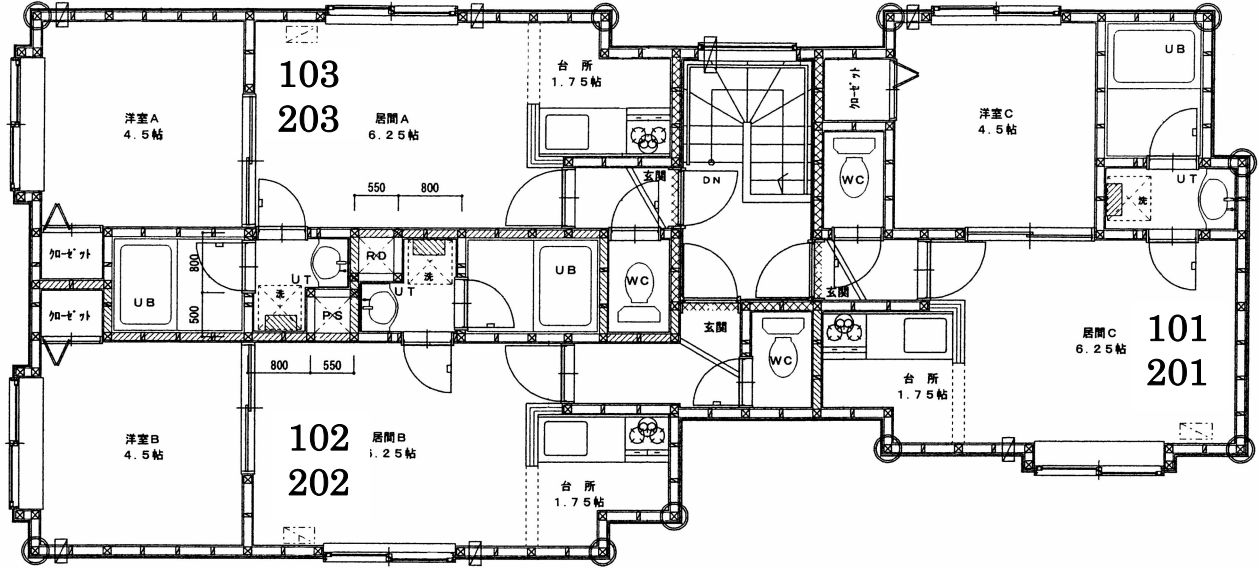 103
203
洋室A
4.5帖
居間A
6.25帖
台 所
1.75帖
玄関
DN
クローゼット
WC
洋室C
4.5帖
UB
UT
洗
550
800
クローゼット
クローゼット
UB
800
500
UT
洗
RD
PS
洗
UT
UB
WC
玄関
WC
玄関
台 所
1.75帖
居間C
6.25帖
101
201
800
550
洋室B
4.5帖
102
202
居間B
.25帖
台 所
1.75帖